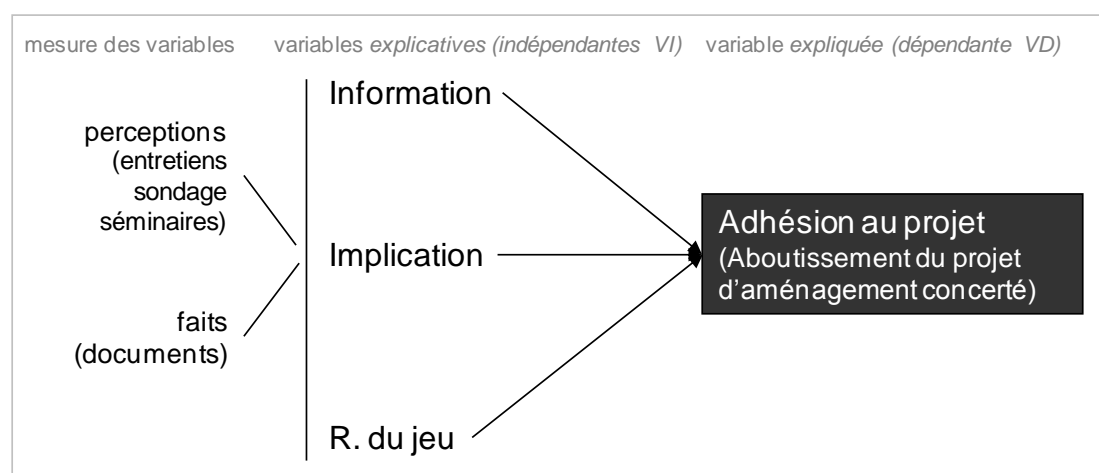 mesure des variables
variables explicatives (indépendantes VI)
variable expliquée (dépendante VD)
Information
perceptions
(entretiens
sondage
séminaires)
Implication
Adhésion au projet
(Aboutissement du projet
d'aménagement concerté)
faits
(documents)
R. du jeu